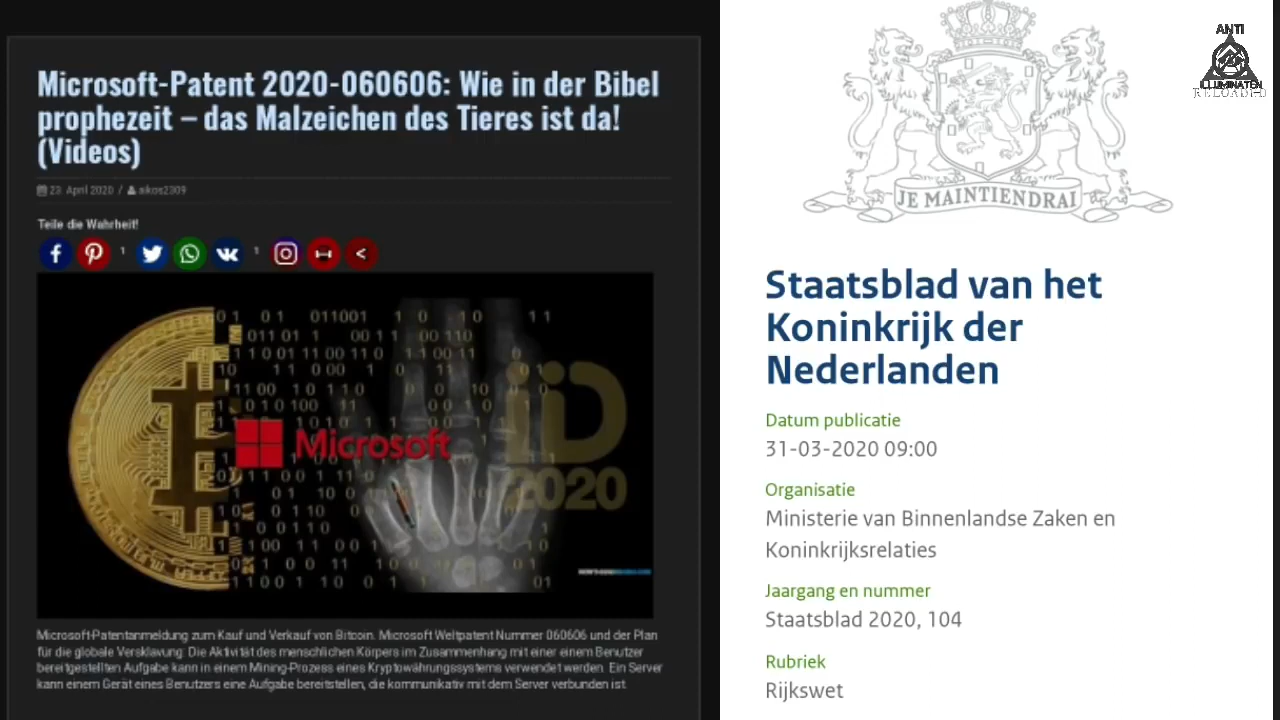 Microsoft-Patent 2020-060606: Wie in der Bibel
prophezeit – das Malzeichen des Tieres ist da!
(Videos)
23. April 2020 / aikos2309
Teile die Wahrheit!
1
1
Microsoft
iD
2020
Microsoft-Patentanmeldung zum Kauf und Verkauf von Bitcoin. Microsoft Weltpatent Nummer 060606 und der Plan
für die globale Versklavung: Die Aktivität des menschlichen Körpers im Zusammenhang mit einer einem Benutzer
bereitgestellten Aufgabe kann in einem Mining-Prozess eines Kryptowährungssystems verwendet werden. Ein Server
kann einem Gerät eines Benutzers eine Aufgabe bereitstellen, die kommunikativ mit dem Server verbunden ist.
JE MAINTIENDRAI
Staatsblad van het
Koninkrijk der
Nederlanden
Datum publicatie
31-03-2020 09:00
Organisatie
Ministerie van Binnenlandse Zaken en
Koninkrijksrelaties
Jaargang en nummer
Staatsblad 2020, 104
Rubriek
Rijkswet
ANTI
ILLUMINATEN
RELOADED